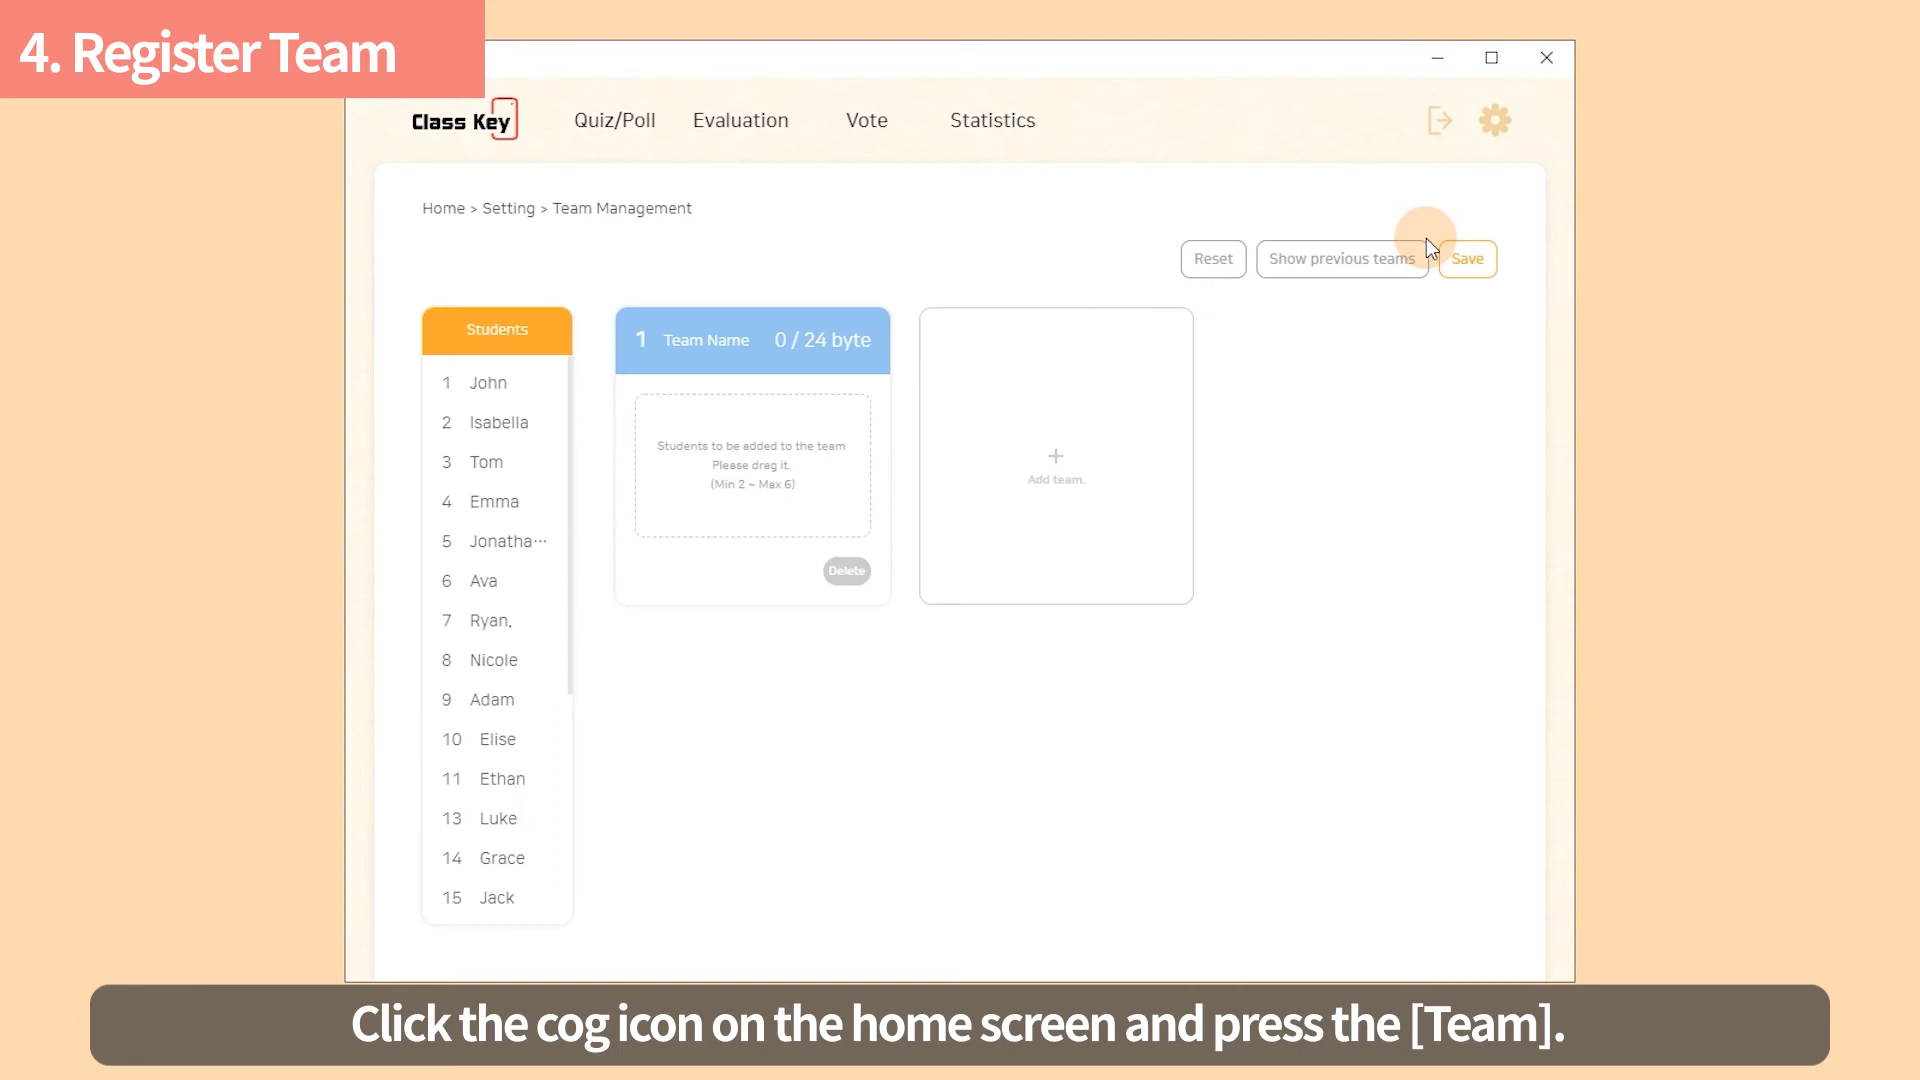 4. Register Team
Class Key
Quiz/Poll
Evaluation
Vote
Statistics
Home > Setting > Team Management
Reset
Show previous teams
Save
Students
1 John
2 Isabella
3 Tom
4 Emma
5 Jonatha⋯
6 Ava
7 Ryan.
8 Nicole
9 Adam
10 Elise
11 Ethan
13 Luke
14 Grace
15 Jack
1 Team Name 0 / 24 byte
Students to be added to the team
Please drag it.
(Min 2 ~ Max 6)
Delete
+
Add team.
Click the cog icon on the home screen and press the [Team].